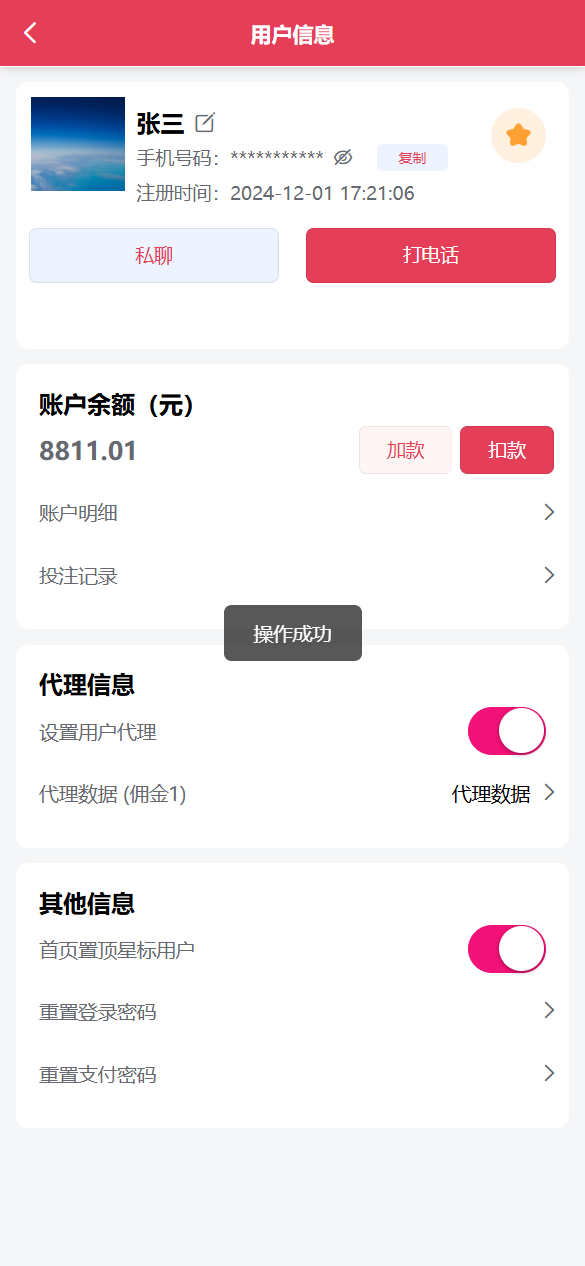 用户信息
张三
手机号码: *********** 复制
注册时间: 2024-12-01 17:21:06
私聊 打电话
账户余额（元）
8811.01 加款 扣款
账户明细
投注记录
操作成功
代理信息
设置用户代理
代理数据 (佣金1) 代理数据
其他信息
首页置顶星标用户
重置登录密码
重置支付密码